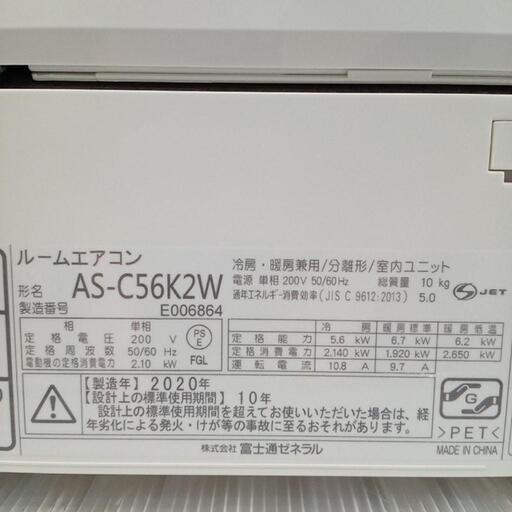 ルームエアコン
形名 AS-C56K2W
製造番号 E006864
冷房・暖房兼用/分離形/室内ユニット
電源 単相 200V 50/60Hz 総質量 10 kg
通年エネルギー消費効率(JIS C 9612:2013) 5.0
JET
相 単相
定格電圧 200 V
定格周波数 50/60 Hz
電動機の定格消費電力 2.10 kW
PS E
FGL
冷房 暖房標準 暖房低温
定格能力 5.6 kW 6.7 kW 6.2 kW
定格消費電力 2.140 kW 1.920 kW 2.650 kW
運転電流 10.8 A 9.7 A
【製造年】2020年
【設計上の標準使用期間】10年
設計上の標準使用期間を超えてお使いいただいた場合は、経
年劣化による発火・けが等の事故に至るおそれがあります。
株式会社 富士通ゼネラル
G
>PET<
MADE IN CHINA